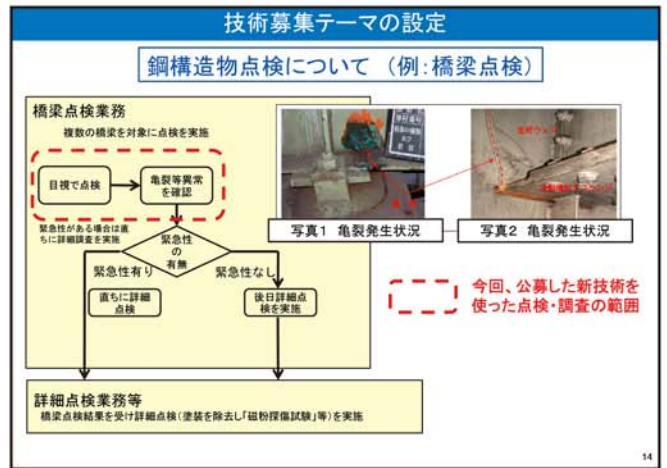 技術募集テーマの設定
鋼構造物点検について （例:橋梁点検）
橋梁点検業務
複数の橋梁を対象に点検を実施
目視で点検
亀裂等異常
を確認
緊急性がある場合は直
ちに詳細調査を実施
緊急性
の
有無
緊急性有り
緊急性なし
直ちに詳細
点検
後日詳細点
検を実施
写真1 亀裂発生状況
写真2 亀裂発生状況
今回、公募した新技術を
使った点検・調査の範囲
詳細点検業務等
橋梁点検結果を受け詳細点検(塗装を除去し「磁粉探傷試験」等)を実施
14